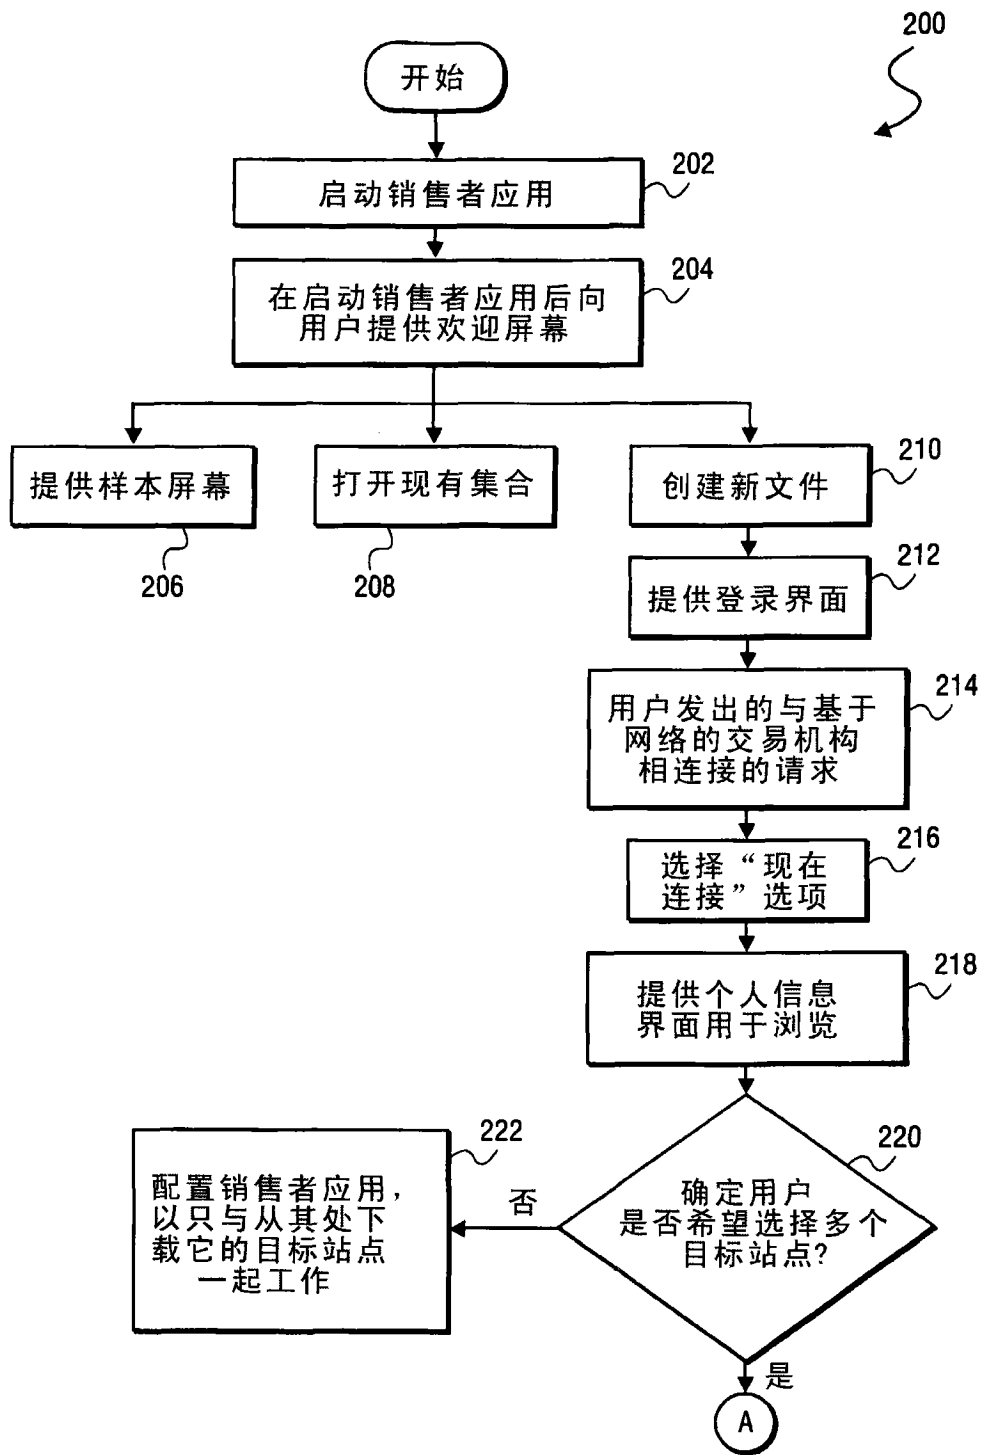 200
开始
启动销售者应用
202
在启动销售者应用后向
用户提供欢迎屏幕
204
提供样本屏幕
206
打开现有集合
208
创建新文件
210
提供登录界面
212
用户发出的与基于
网络的交易机构
相连接的请求
214
选择“现在
连接”选项
216
提供个人信息
界面用于浏览
218
确定用户
是否希望选择多个
目标站点?
220
否
配置销售者应用,
以只与从其处下
载它的目标站点
一起工作
222
是
A